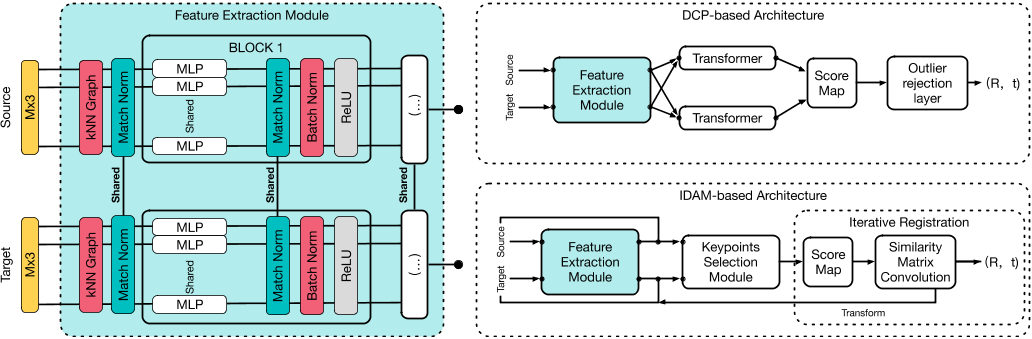 Feature Extraction Module
BLOCK 1
Source
Mx3
kNN Graph
Match Norm
MLP
MLP
Shared
MLP
Match Norm
Batch Norm
ReLU
(...)
Shared
Shared
Shared
Target
Mx3
kNN Graph
Match Norm
MLP
MLP
Shared
MLP
Match Norm
Batch Norm
ReLU
(...)
DCP-based Architecture
Source
Target
Feature
Extraction
Module
Transformer
Transformer
Score
Map
Outlier
rejection
layer
(R, t)
IDAM-based Architecture
Source
Target
Feature
Extraction
Module
Keypoints
Selection
Module
Iterative Registration
Score
Map
Similarity
Matrix
Convolution
(R, t)
Transform